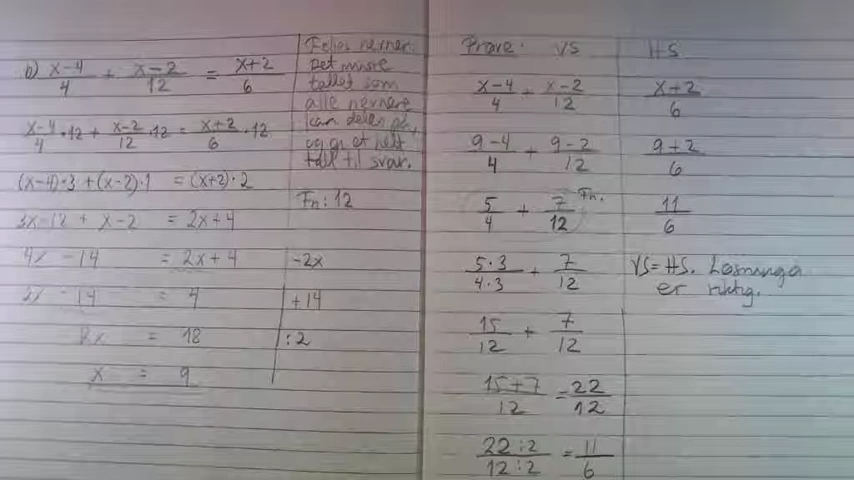 b) x-4/4 + x-2/12 = x+2/6
x-4/4 · 12 + x-2/12 · 12 = x+2/6 · 12
(x-4)·3 + (x-2)·1 = (x+2)·2
3x-12 + x-2 = 2x+4
4x -14 = 2x+4 | -2x
2x -14 = 4 | +14
2x = 18 | :2
x = 9
Felles nevner:
Det minste
tallet som
alle nevnere
kan deles på,
og gi et helt
tall til svar.
Fn: 12
Prøve: VS HS
x-4/4 + x-2/12 x+2/6
9-4/4 + 9-2/12 9+2/6
5/4 + 7/12 Fn. 11/6
5·3/4·3 + 7/12 VS = HS. Løsninga
er riktig.
15/12 + 7/12
15+7/12 = 22/12
22:2/12:2 = 11/6